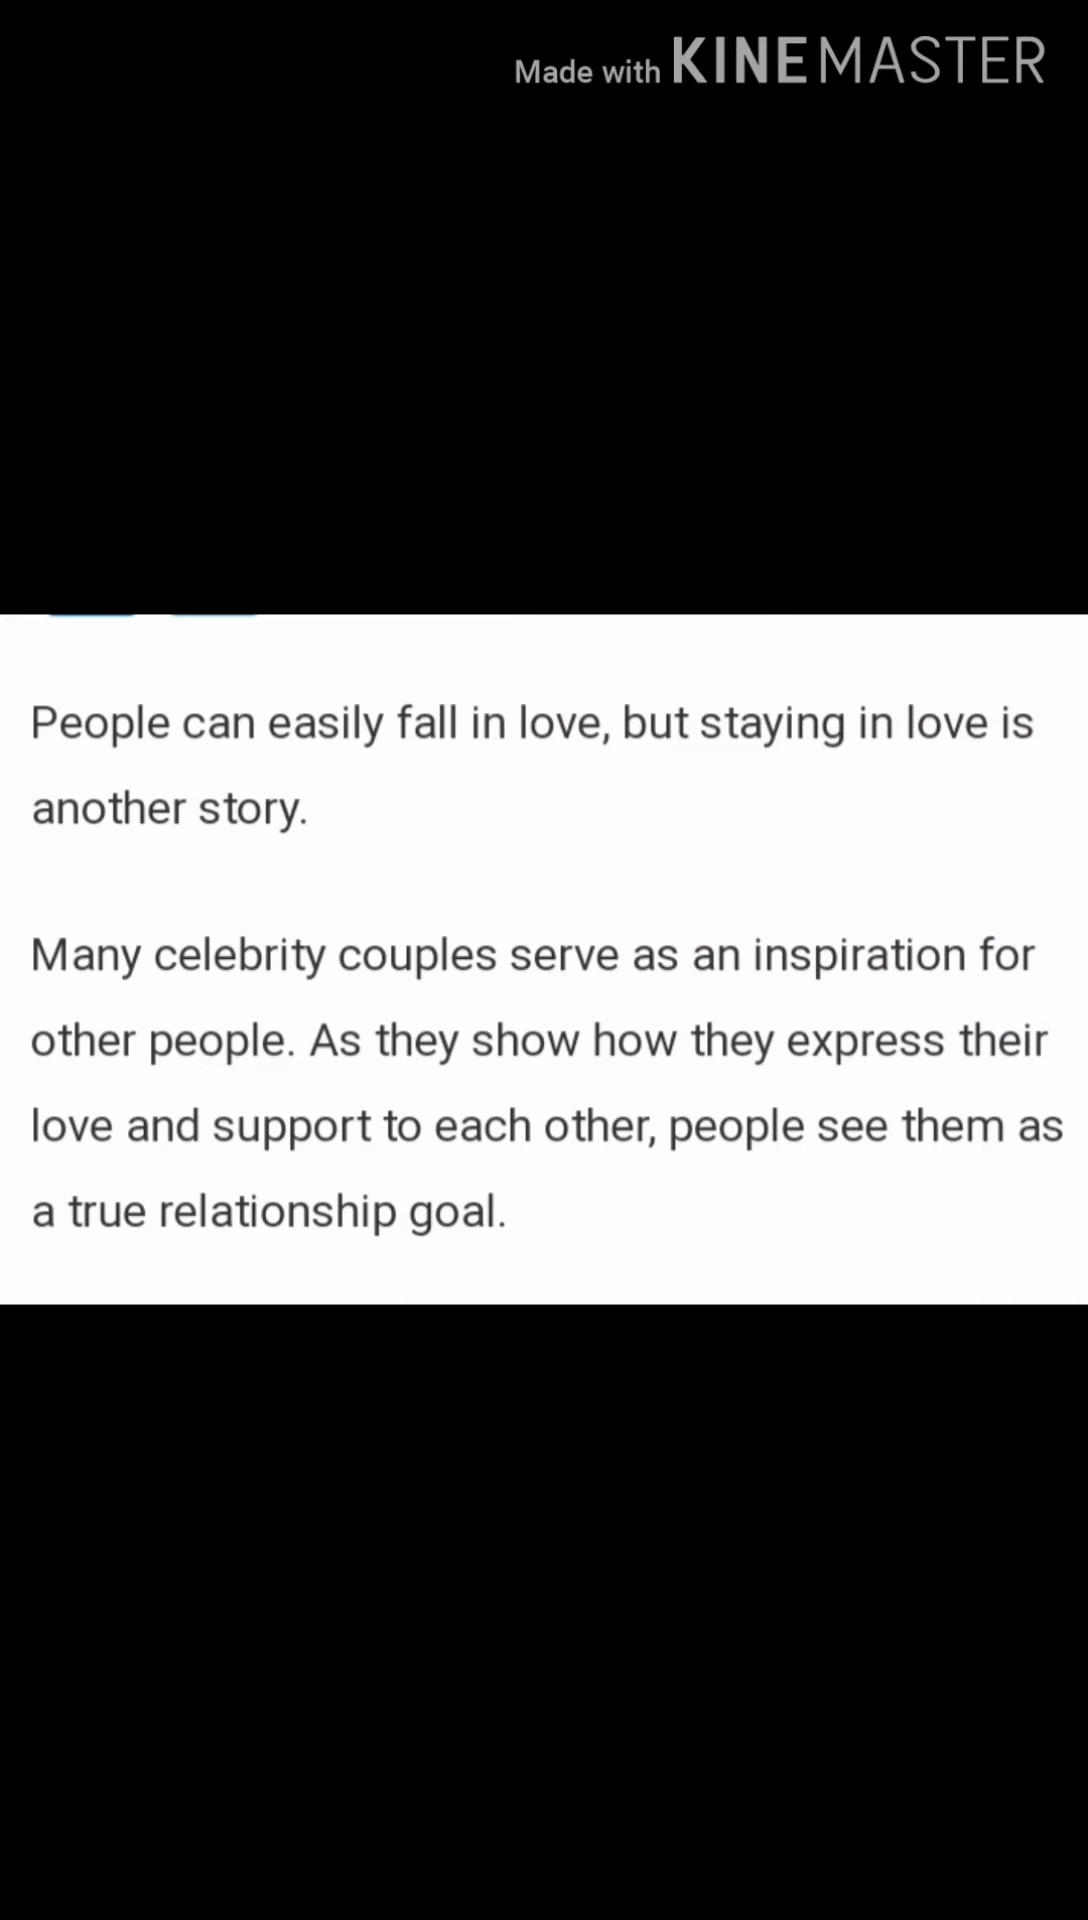 Made with KINEMASTER
People can easily fall in love, but staying in love is
another story.
Many celebrity couples serve as an inspiration for
other people. As they show how they express their
love and support to each other, people see them as
a true relationship goal.